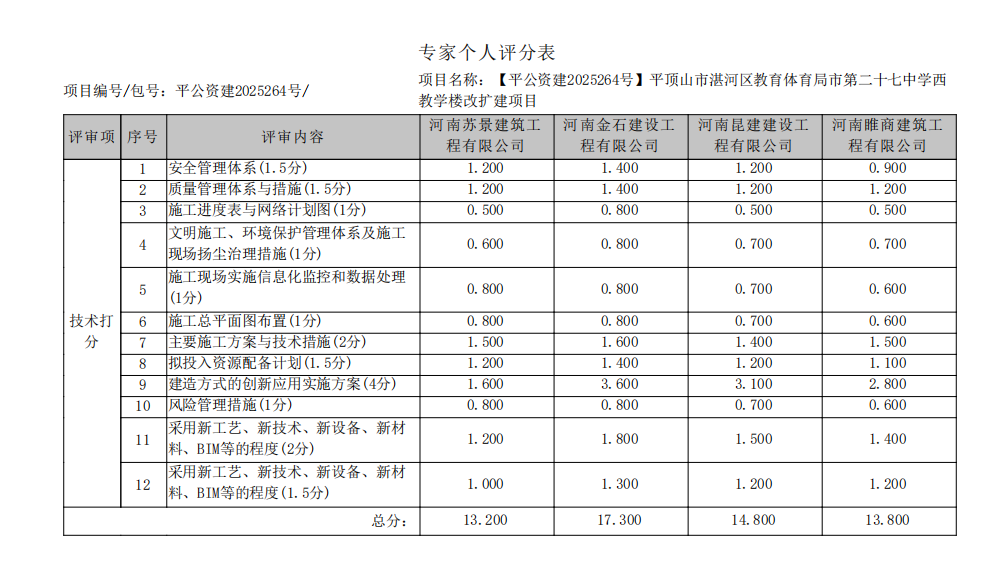 专家个人评分表
项目编号/包号：平公资建2025264号/
项目名称：【平公资建2025264号】平顶山市湛河区教育体育局市第二十七中学西
教学楼改扩建项目
评审项 序号 评审内容 河南苏景建筑工 河南金石建设工 河南昆建建设工 河南睢商建筑工
程有限公司 程有限公司 程有限公司 程有限公司
1 安全管理体系(1.5分) 1.200 1.400 1.200 0.900
2 质量管理体系与措施(1.5分) 1.200 1.400 1.200 1.200
3 施工进度表与网络计划图(1分) 0.500 0.800 0.500 0.500
4 文明施工、环境保护管理体系及施工 0.600 0.800 0.700 0.700
现场扬尘治理措施(1分)
5 施工现场实施信息化监控和数据处理 0.800 0.800 0.700 0.600
(1分)
技术打 6 施工总平面图布置(1分) 0.800 0.800 0.700 0.600
分 7 主要施工方案与技术措施(2分) 1.500 1.600 1.400 1.500
8 拟投入资源配备计划(1.5分) 1.200 1.400 1.200 1.100
9 建造方式的创新应用实施方案(4分) 1.600 3.600 3.100 2.800
10 风险管理措施(1分) 0.800 0.800 0.700 0.600
11 采用新工艺、新技术、新设备、新材 1.200 1.800 1.500 1.400
料、BIM等的程度(2分)
12 采用新工艺、新技术、新设备、新材 1.000 1.300 1.200 1.200
料、BIM等的程度(1.5分)
总分： 13.200 17.300 14.800 13.800